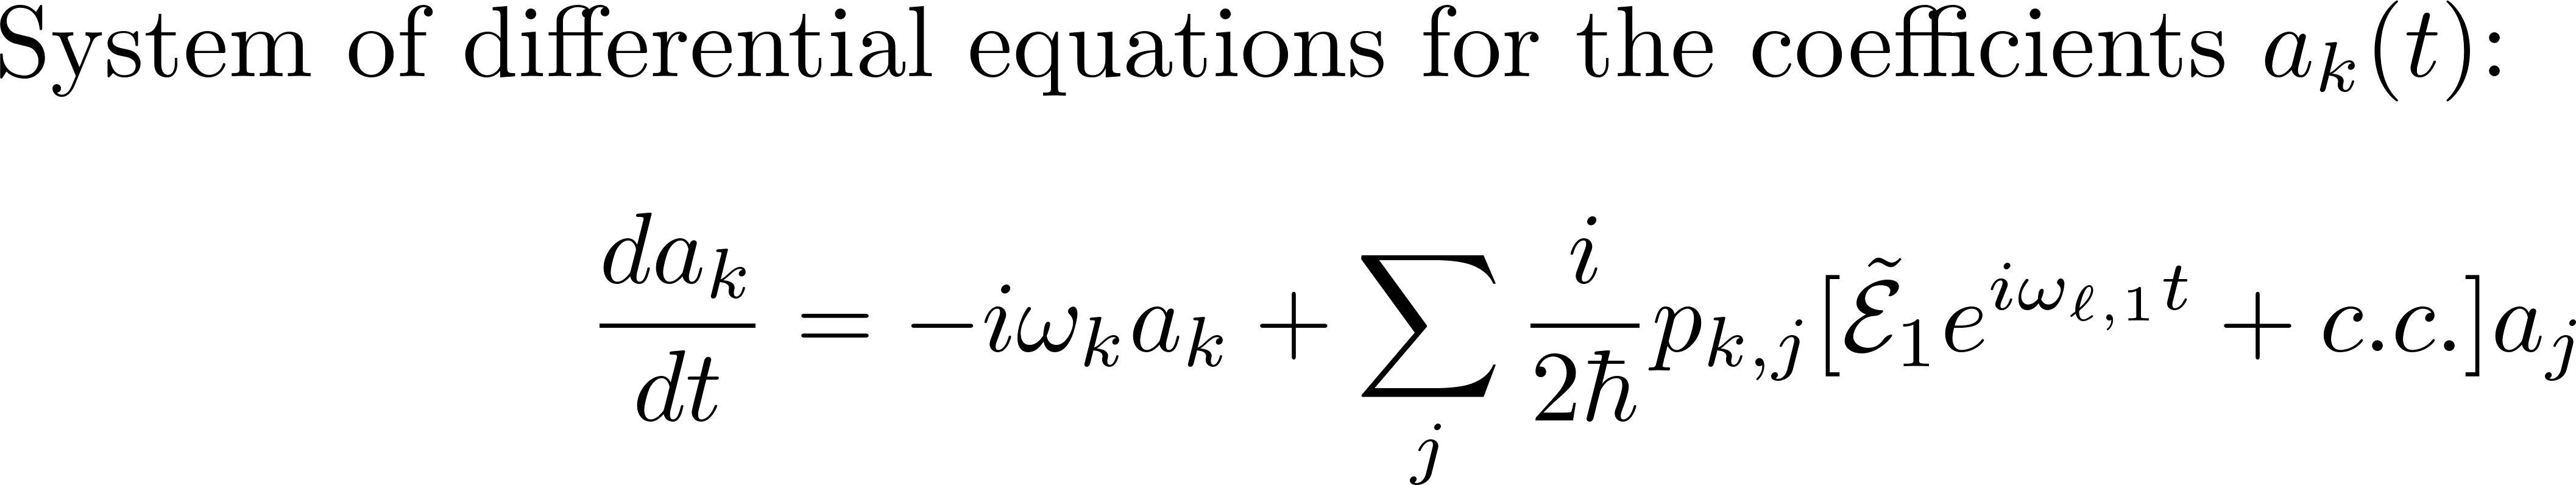 System of differential equations for the coefficients $a_k(t)$:
$\frac{da_k}{dt} = -i\omega_k a_k + \sum_j \frac{i}{2\hbar} p_{k,j} [\tilde{\mathcal{E}}_1 e^{i\omega_{\ell,1} t} + c.c.] a_j$